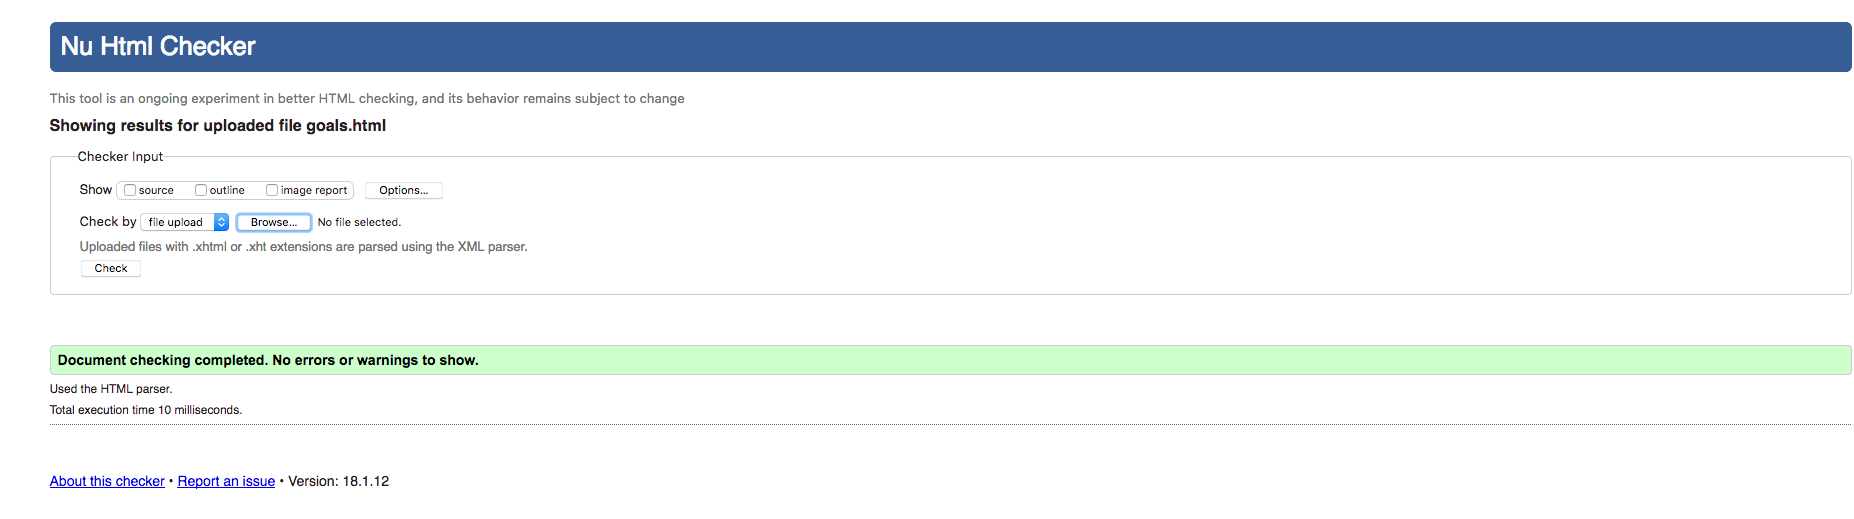 Nu Html Checker
This tool is an ongoing experiment in better HTML checking, and its behavior remains subject to change
Showing results for uploaded file goals.html
Checker Input
Show source outline image report Options...
Check by file upload Browse... No file selected.
Uploaded files with .xhtml or .xht extensions are parsed using the XML parser.
Check
Document checking completed. No errors or warnings to show.
Used the HTML parser.
Total execution time 10 milliseconds.
About this checker • Report an issue • Version: 18.1.12